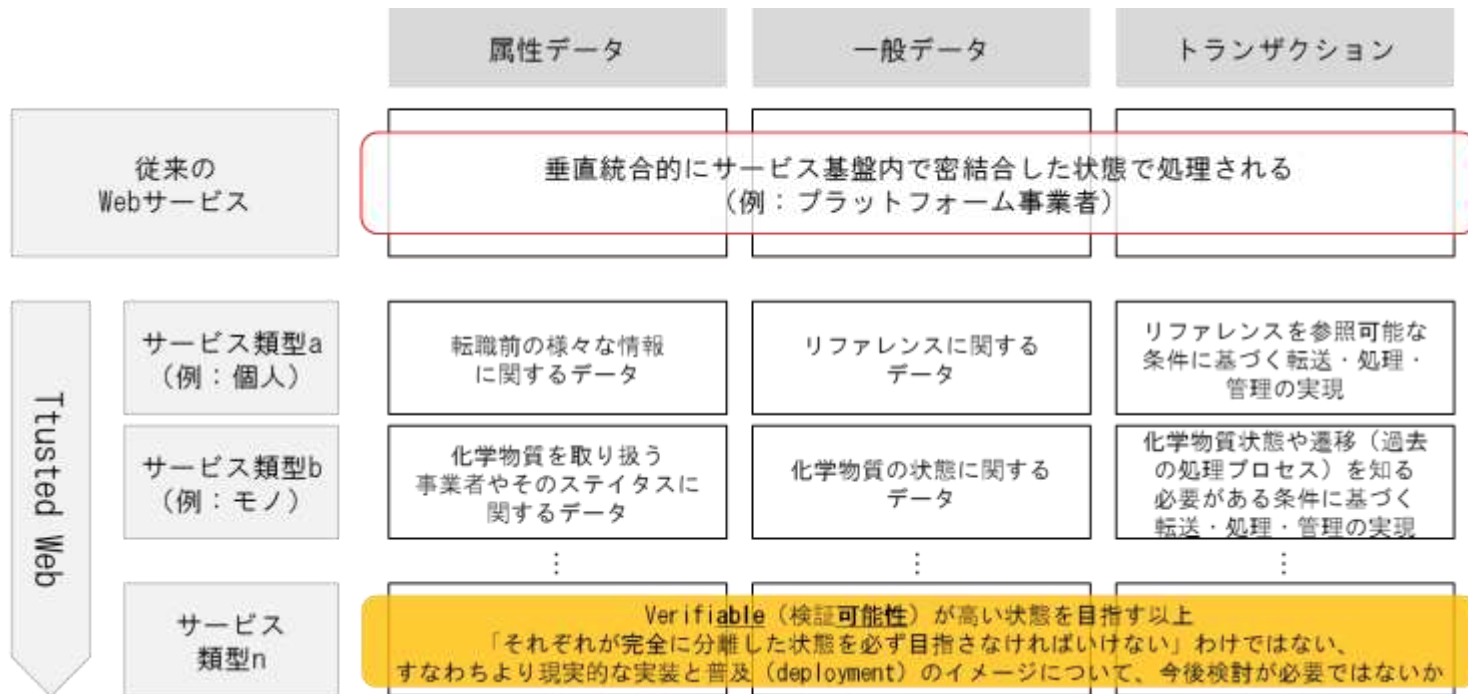 属性データ
一般データ
トランザクション
従来の
Webサービス
垂直統合的にサービス基盤内で密結合した状態で処理される
（例：プラットフォーム事業者）
Ttusted Web
サービス類型a
（例：個人）
転職前の様々な情報
に関するデータ
リファレンスに関する
データ
リファレンスを参照可能な
条件に基づく転送・処理・
管理の実現
サービス類型b
（例：モノ）
化学物質を取り扱う
事業者やそのステイタスに
関するデータ
化学物質の状態に関する
データ
化学物質状態や遷移（過去
の処理プロセス）を知る
必要がある条件に基づく
転送・処理・管理の実現
⋮
⋮
⋮
サービス
類型n
Verifiable（検証可能性）が高い状態を目指す以上
「それぞれが完全に分離した状態を必ず目指さなければいけない」わけではない、
すなわちより現実的な実装と普及（deployment）のイメージについて、今後検討が必要ではないか